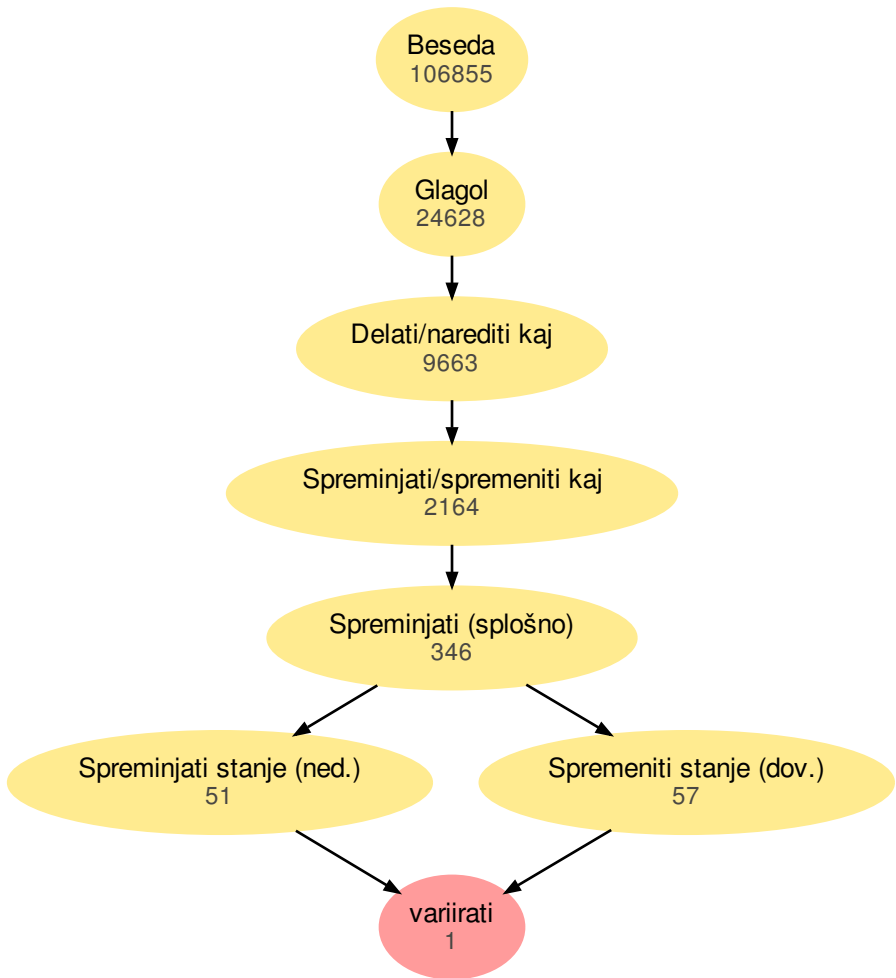 Beseda
106855
Glagol
24628
Delati/narediti kaj
9663
Spreminjati/spremeniti kaj
2164
Spreminjati (splošno)
346
Spreminjati stanje (ned.)
51
Spremeniti stanje (dov.)
57
variirati
1